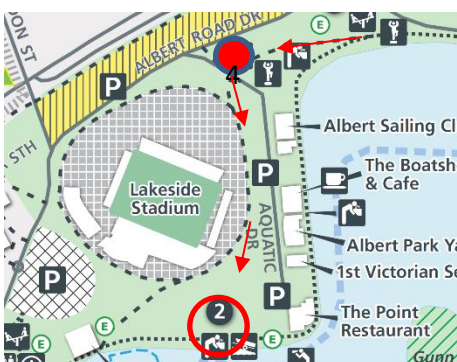 ON ST
ALBERT ROAD DR
E
4
P
STH
Albert Sailing Cl
The Boatsh
& Cafe
Lakeside
Stadium
P
AQUATIC
DR
Albert Park Ya
1st Victorian Se
P
P
2
The Point
Restaurant
E
E
Gunn